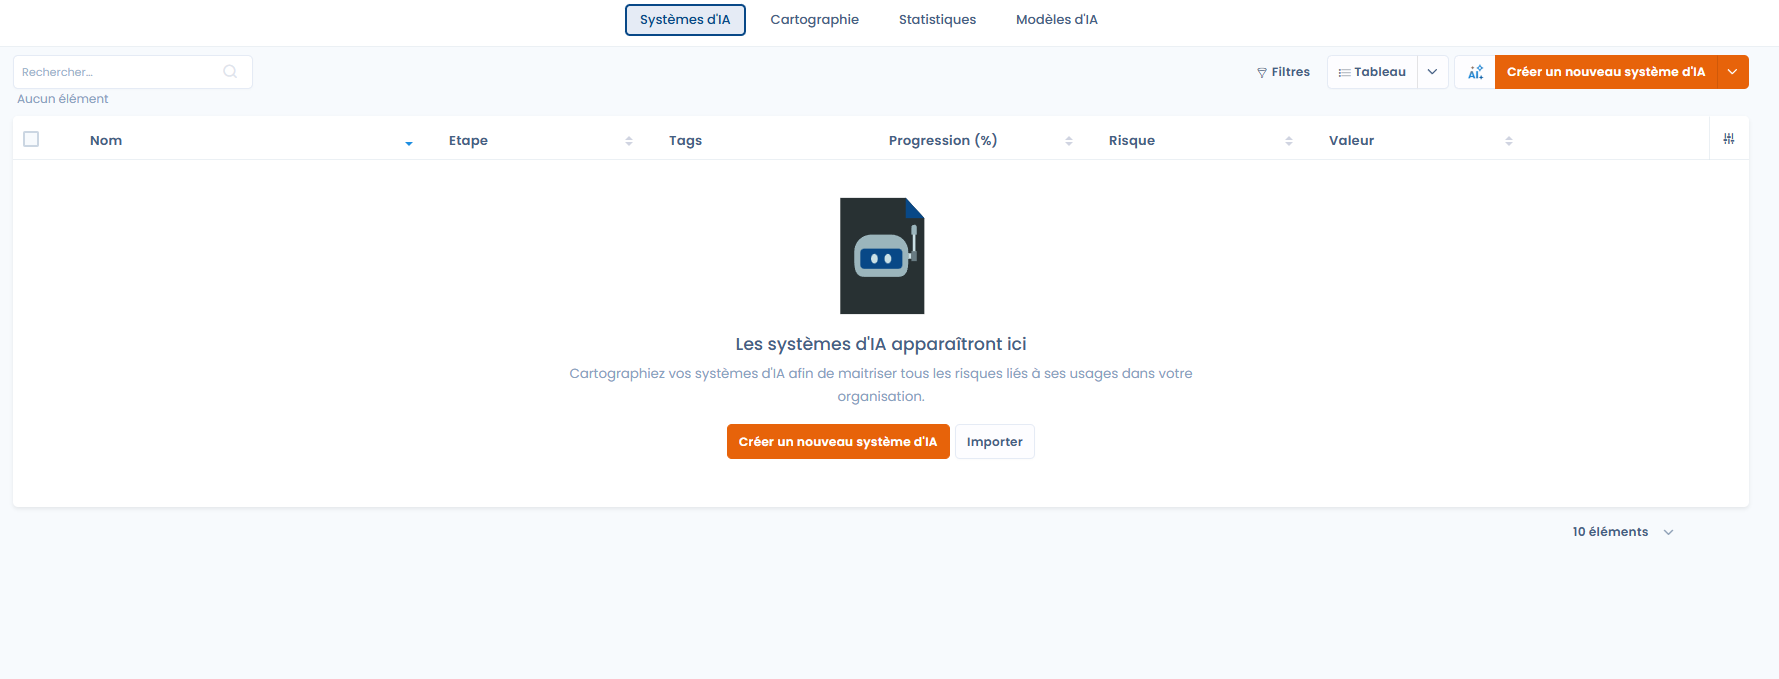 Systèmes d'IA Cartographie Statistiques Modèles d'IA
Rechercher... Filtres Tableau AI Créer un nouveau système d'IA
Aucun élément
Nom Etape Tags Progression (%) Risque Valeur
Les systèmes d'IA apparaîtront ici
Cartographiez vos systèmes d'IA afin de maitriser tous les risques liés à ses usages dans votre
organisation.
Créer un nouveau système d'IA Importer
10 éléments